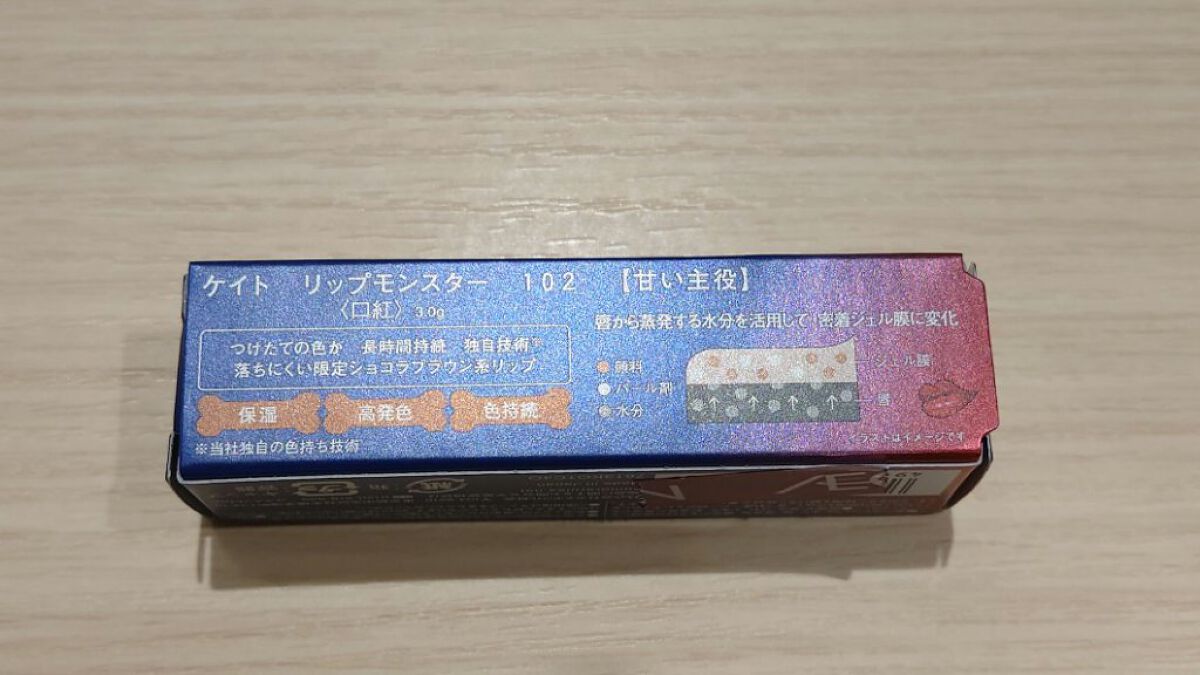 ケイト リップモンスター 102 【甘い主役】
〈口紅〉3.0g
つけたての色が 長時間持続 独自技術※
落ちにくい限定ショコラブラウン系リップ
保湿 高発色 色持続
※当社独自の色持ち技術
唇から蒸発する水分を活用して 密着ジェル膜に変化
顔料
パール剤
水分
ジェル膜
唇
イラストはイメージです